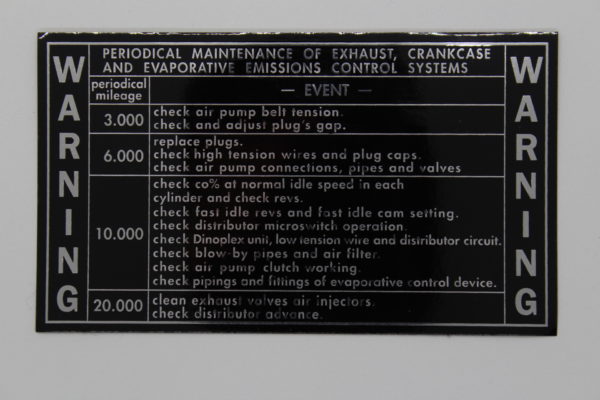 WARNING
PERIODICAL MAINTENANCE OF EXHAUST, CRANKCASE
AND EVAPORATIVE EMISSIONS CONTROL SYSTEMS
periodical
mileage
— EVENT —
3.000
check air pump belt tension.
check and adjust plug's gap.
6.000
replace plugs.
check high tension wires and plug caps.
check air pump connections, pipes and valves
10.000
check co% at normal idle speed in each
cylinder and check revs.
check fast idle revs and fast idle cam setting.
check distributor microswitch operation.
check Dinoplex unit, low tension wire and distributor circuit.
check blow-by pipes and air filter.
check air pump clutch working.
check pipings and fittings of evaporative control device.
20.000
clean exhaust valves air injectors.
check distributor advance.
WARNING